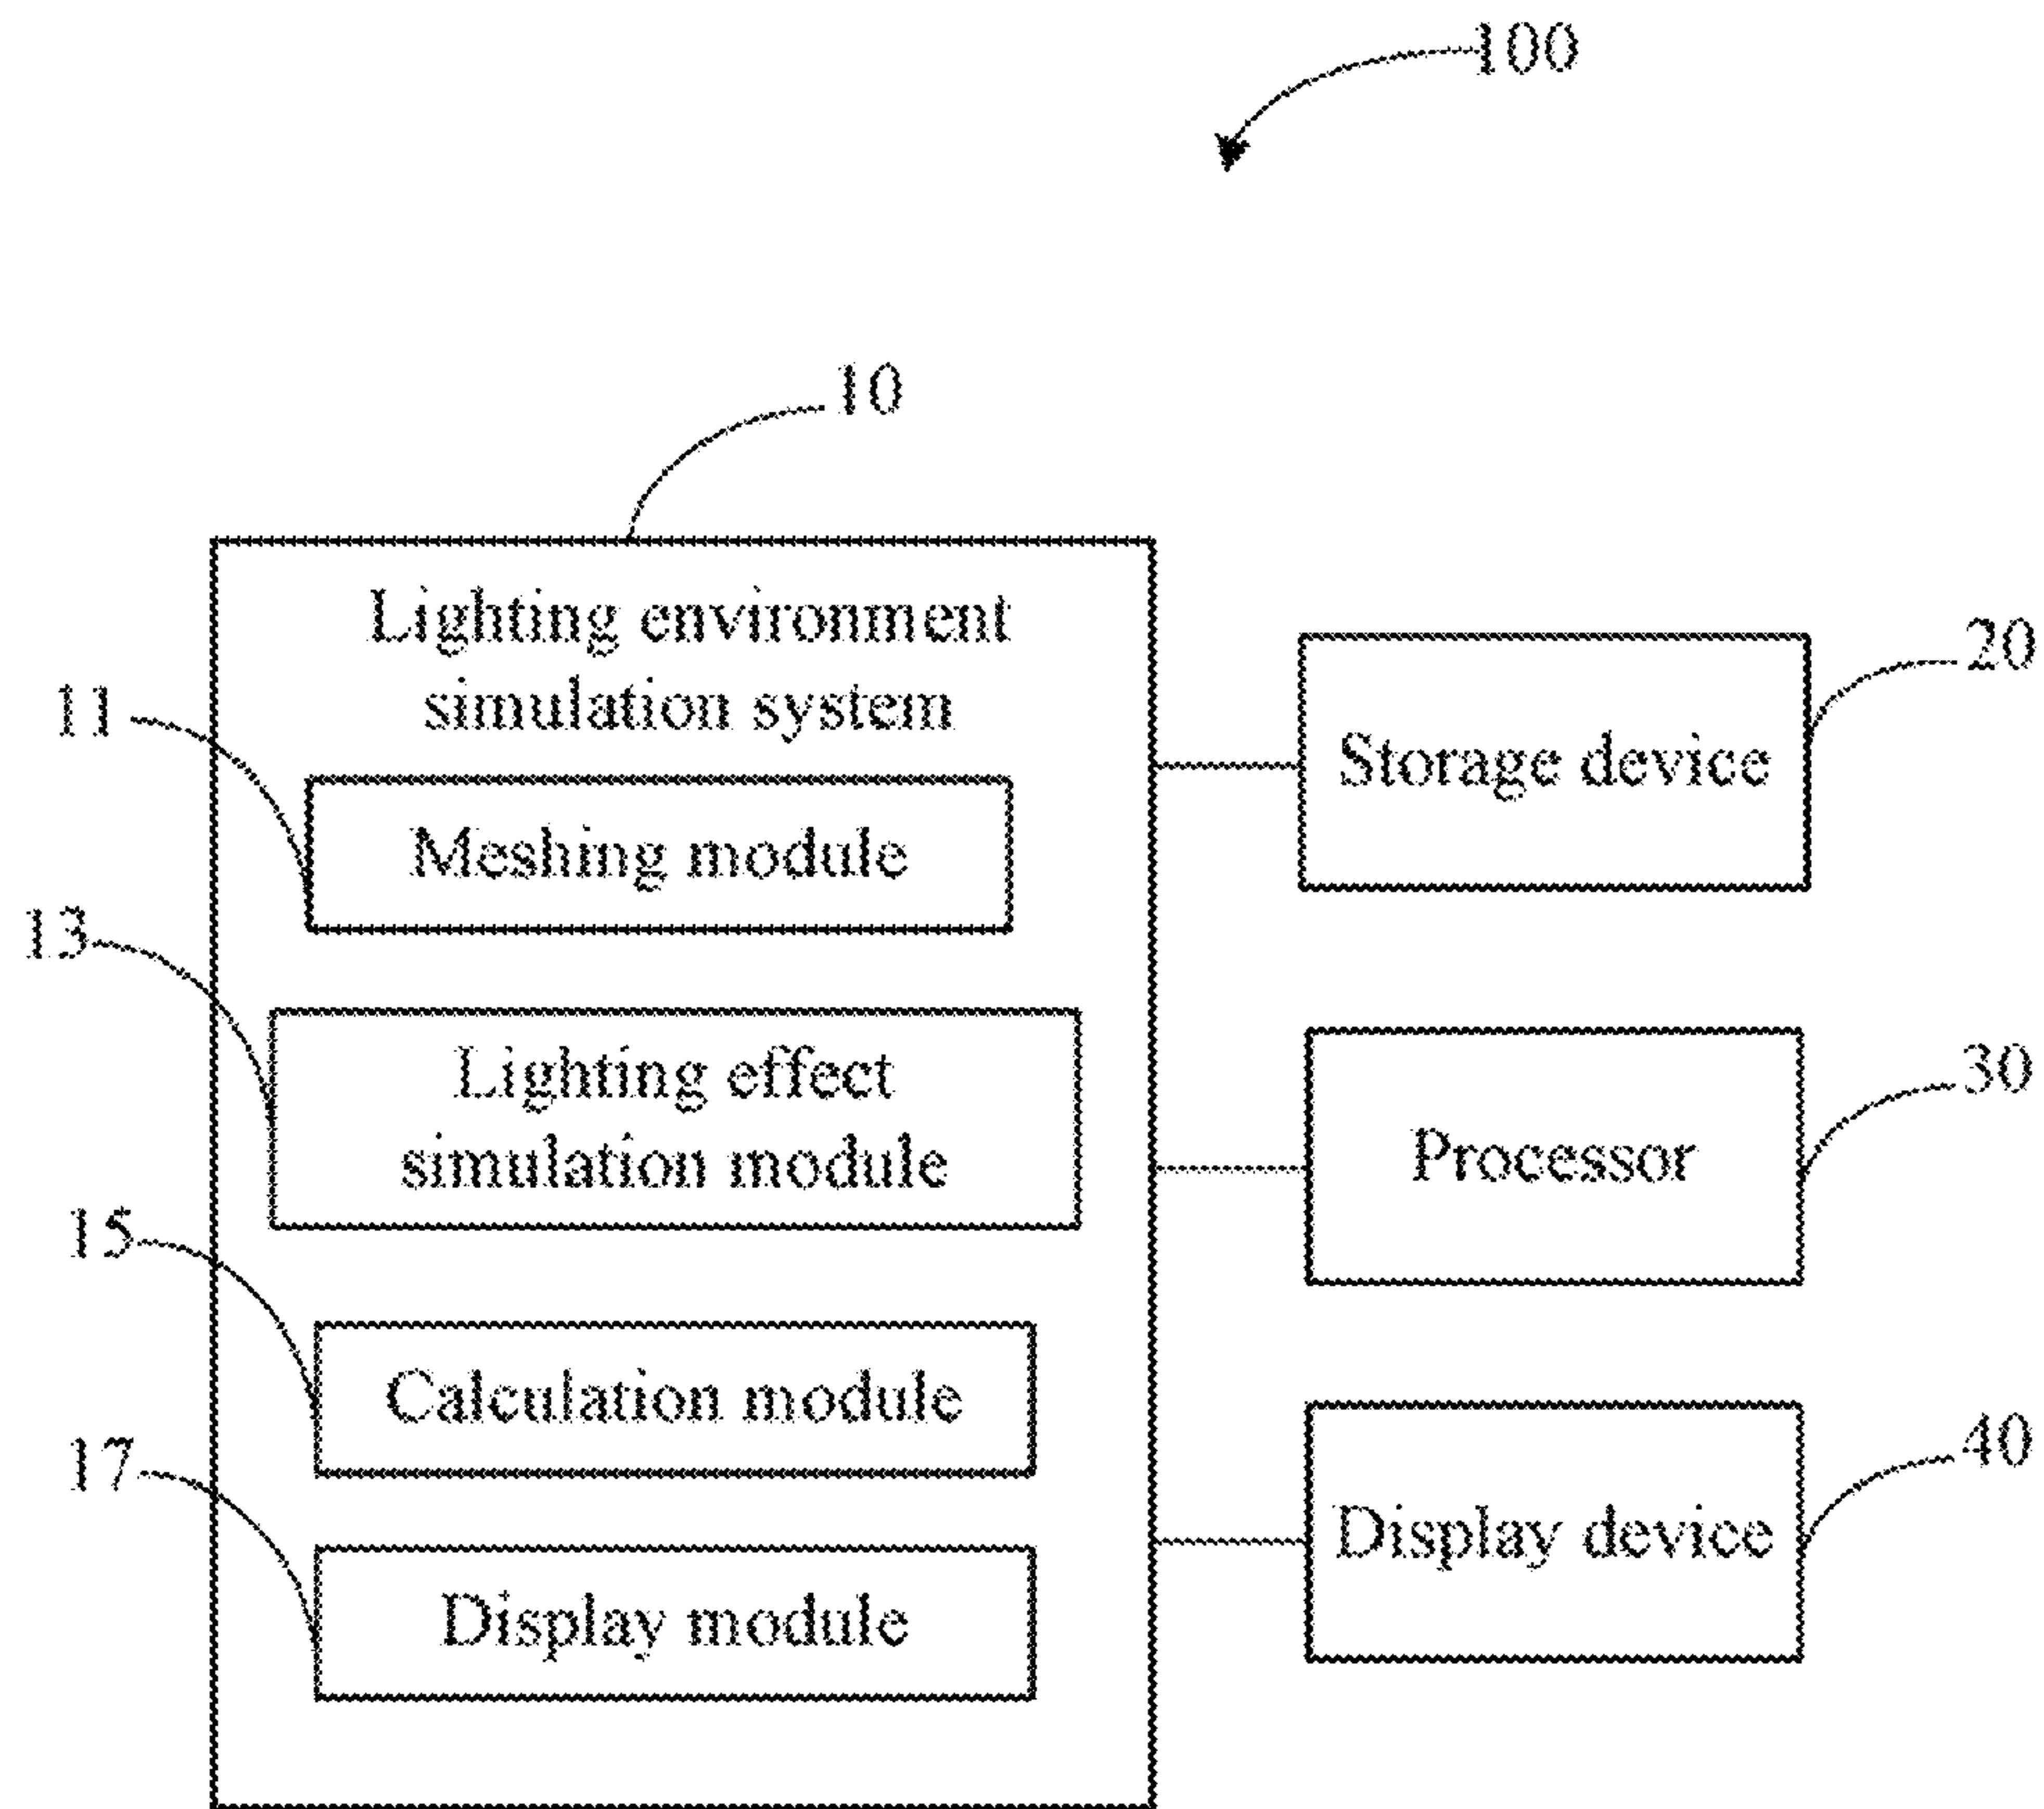 100
10
Lighting environment
simulation system
11
Meshing module
13
Lighting effect
simulation module
15
Calculation module
17
Display module
20
Storage device
30
Processor
40
Display device